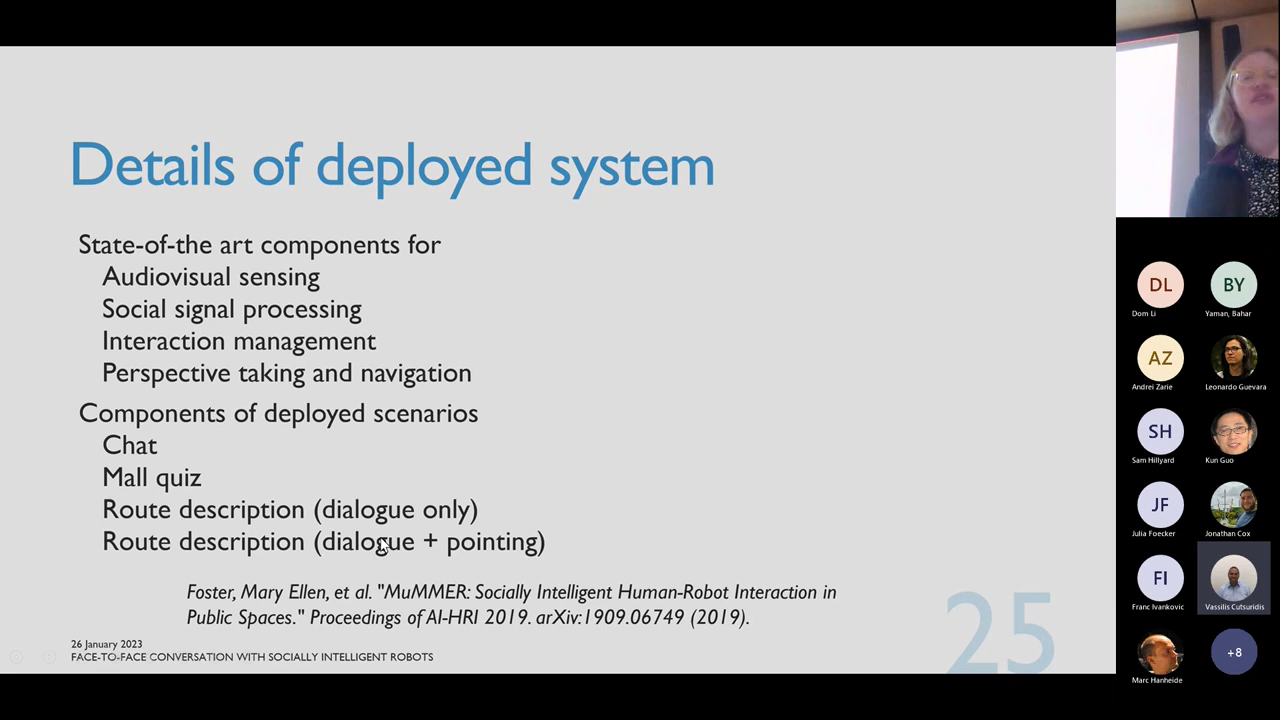 Details of deployed system
State-of-the art components for
Audiovisual sensing
Social signal processing
Interaction management
Perspective taking and navigation
Components of deployed scenarios
Chat
Mall quiz
Route description (dialogue only)
Route description (dialogue + pointing)
Foster, Mary Ellen, et al. "MuMMER: Socially Intelligent Human-Robot Interaction in
Public Spaces." Proceedings of AI-HRI 2019. arXiv:1909.06749 (2019).
26 January 2023
FACE-TO-FACE CONVERSATION WITH SOCIALLY INTELLIGENT ROBOTS
25
DL
BY
Dom Li
Yaman, Bahar
AZ
Andrei Zarie
Leonardo Guevara
SH
Sam Hillyard
Kun Guo
JF
Julia Foecker
Jonathan Cox
FI
Franc Ivankovic
Vassilis Cutsuridis
+8
Marc Hanheide